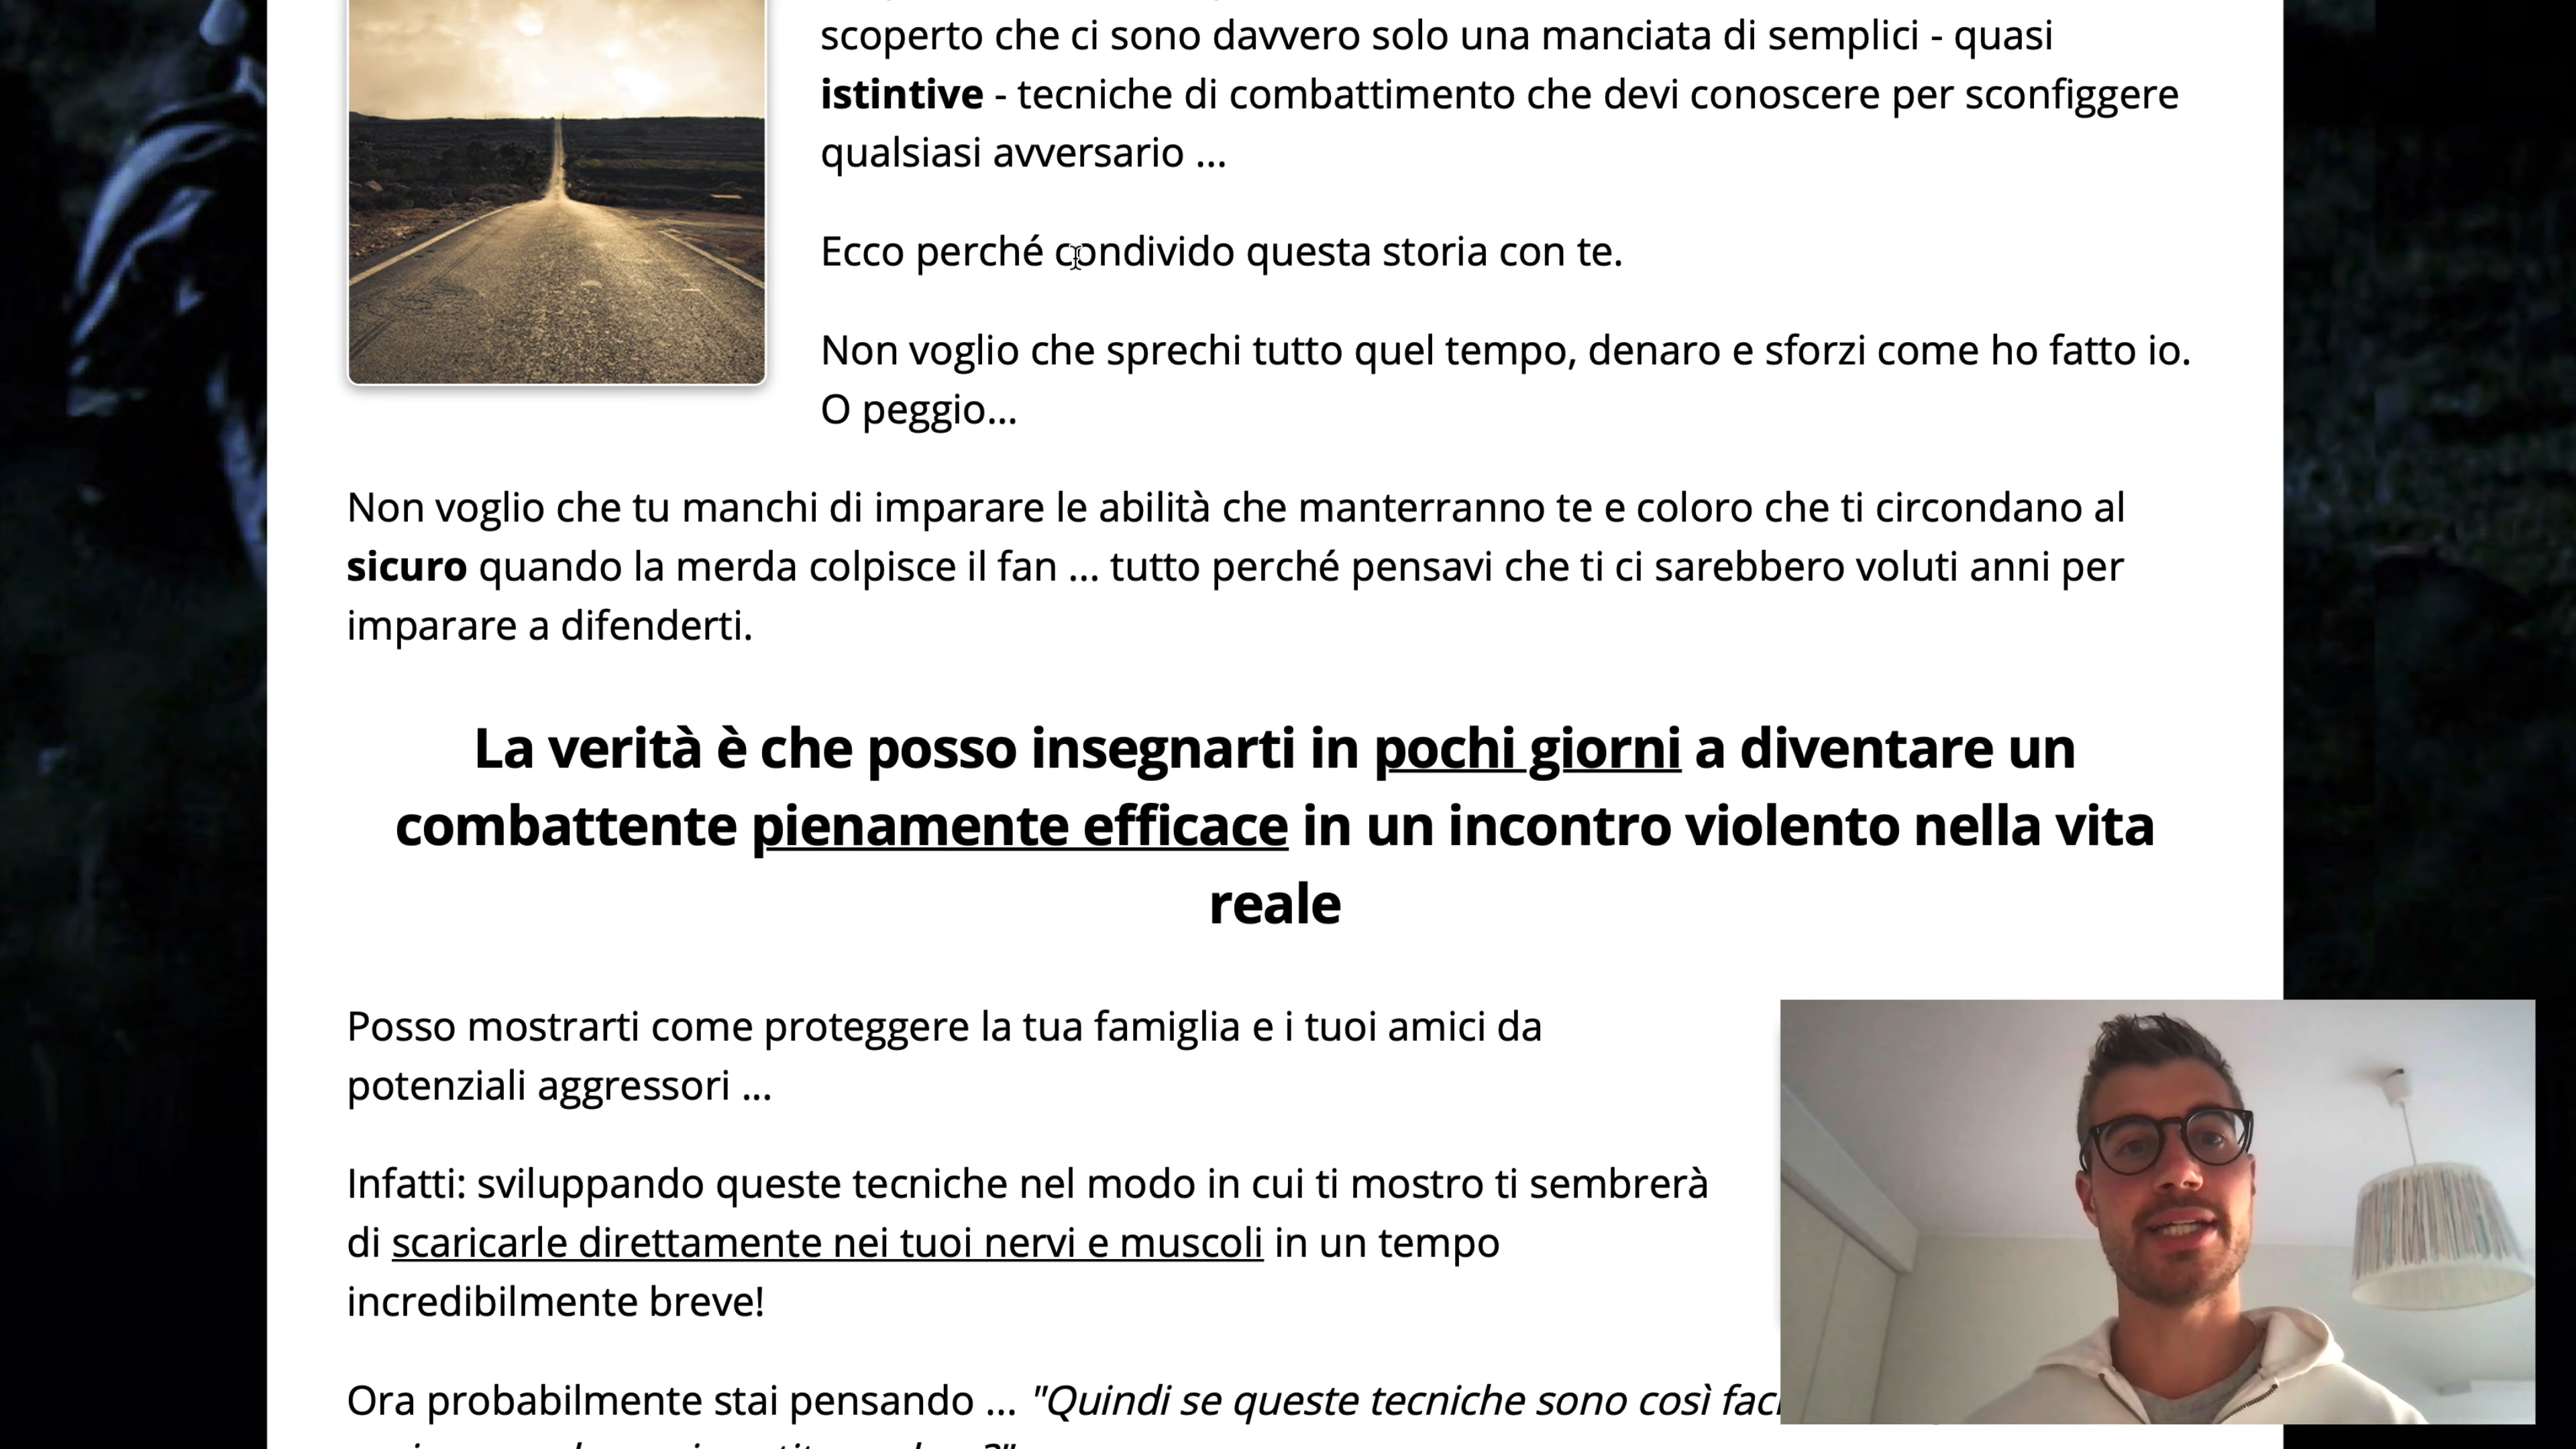 scoperto che ci sono davvero solo una manciata di semplici - quasi
istintive - tecniche di combattimento che devi conoscere per sconfiggere
qualsiasi avversario ...
Ecco perché condivido questa storia con te.
Non voglio che sprechi tutto quel tempo, denaro e sforzi come ho fatto io.
O peggio...
Non voglio che tu manchi di imparare le abilità che manterranno te e coloro che ti circondano al
sicuro quando la merda colpisce il fan ... tutto perché pensavi che ti ci sarebbero voluti anni per
imparare a difenderti.
La verità è che posso insegnarti in pochi giorni a diventare un
combattente pienamente efficace in un incontro violento nella vita
reale
Posso mostrarti come proteggere la tua famiglia e i tuoi amici da
potenziali aggressori ...
Infatti: sviluppando queste tecniche nel modo in cui ti mostro ti sembrerà
di scaricarle direttamente nei tuoi nervi e muscoli in un tempo
incredibilmente breve!
Ora probabilmente stai pensando ... "Quindi se queste tecniche sono così